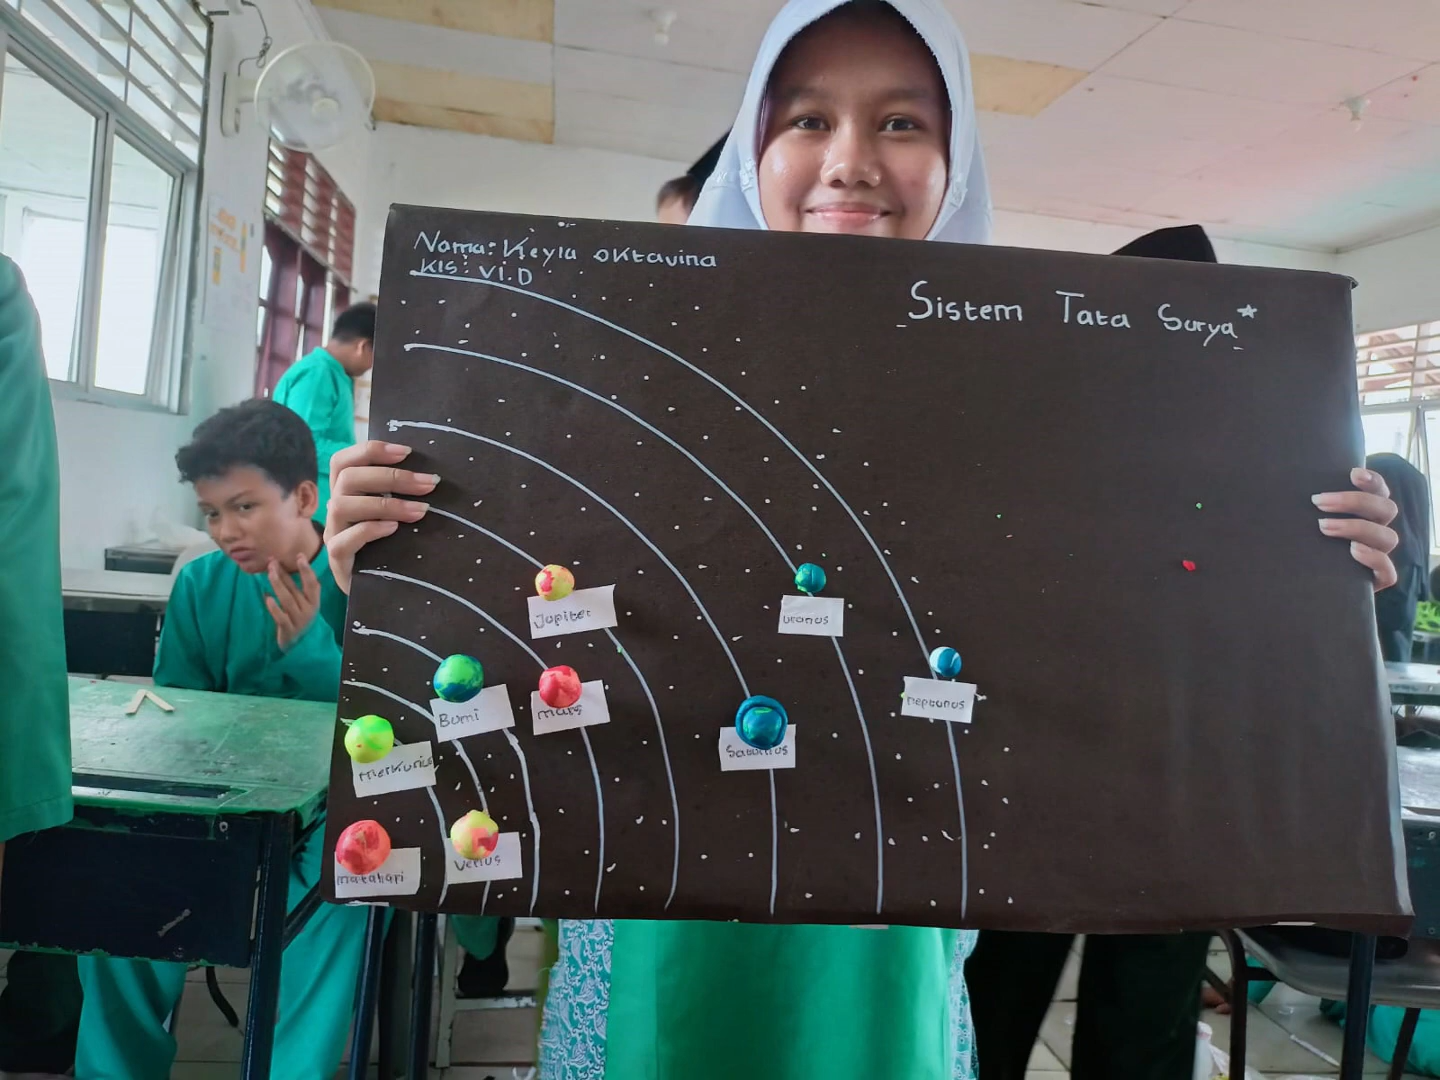 Nama: Keyla Oktavina
Kls: VI.D
Sistem Tata Surya
Jupiter
Uranus
Bumi
Mars
neptunus
Saturnus
Merkurius
Venus
matahari